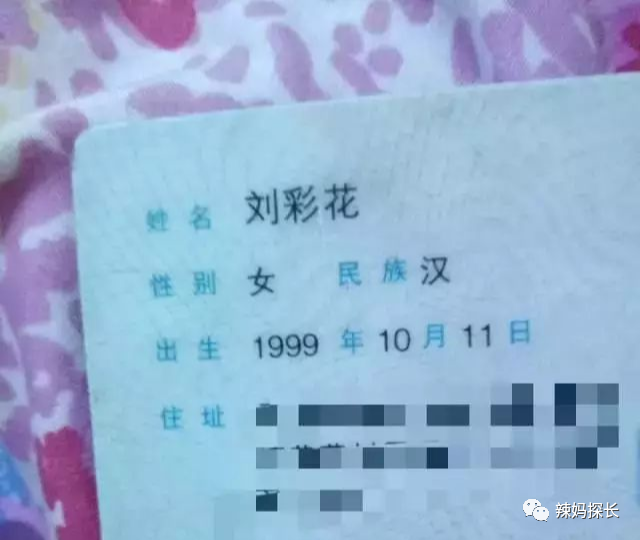 姓名 刘彩花
性别 女 民族 汉
出生 1999 年 10 月 11 日
住址
辣妈探长